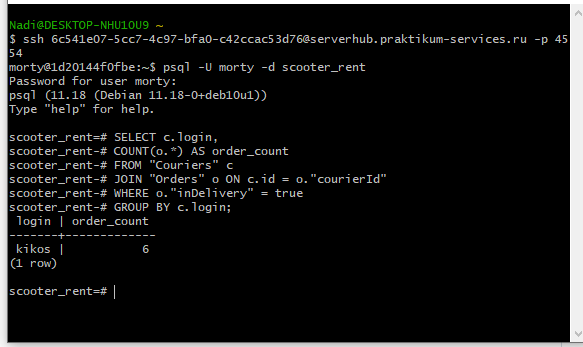 Nadi@DESKTOP-NHU10U9 ~
$ ssh 6c541e07-5cc7-4c97-bfa0-c42ccac53d76@serverhub.praktikum-services.ru -p 45
54
morty@1d20144f0fbe:~$ psql -U morty -d scooter_rent
Password for user morty:
psql (11.18 (Debian 11.18-0+deb10u1))
Type "help" for help.
scooter_rent=# SELECT c.login,
scooter_rent-# COUNT(o.*) AS order_count
scooter_rent-# FROM "Couriers" c
scooter_rent-# JOIN "Orders" o ON c.id = o."courierId"
scooter_rent-# WHERE o."inDelivery" = true
scooter_rent-# GROUP BY c.login;
login | order_count
-------+-------------
kikos | 6
(1 row)
scooter_rent=#